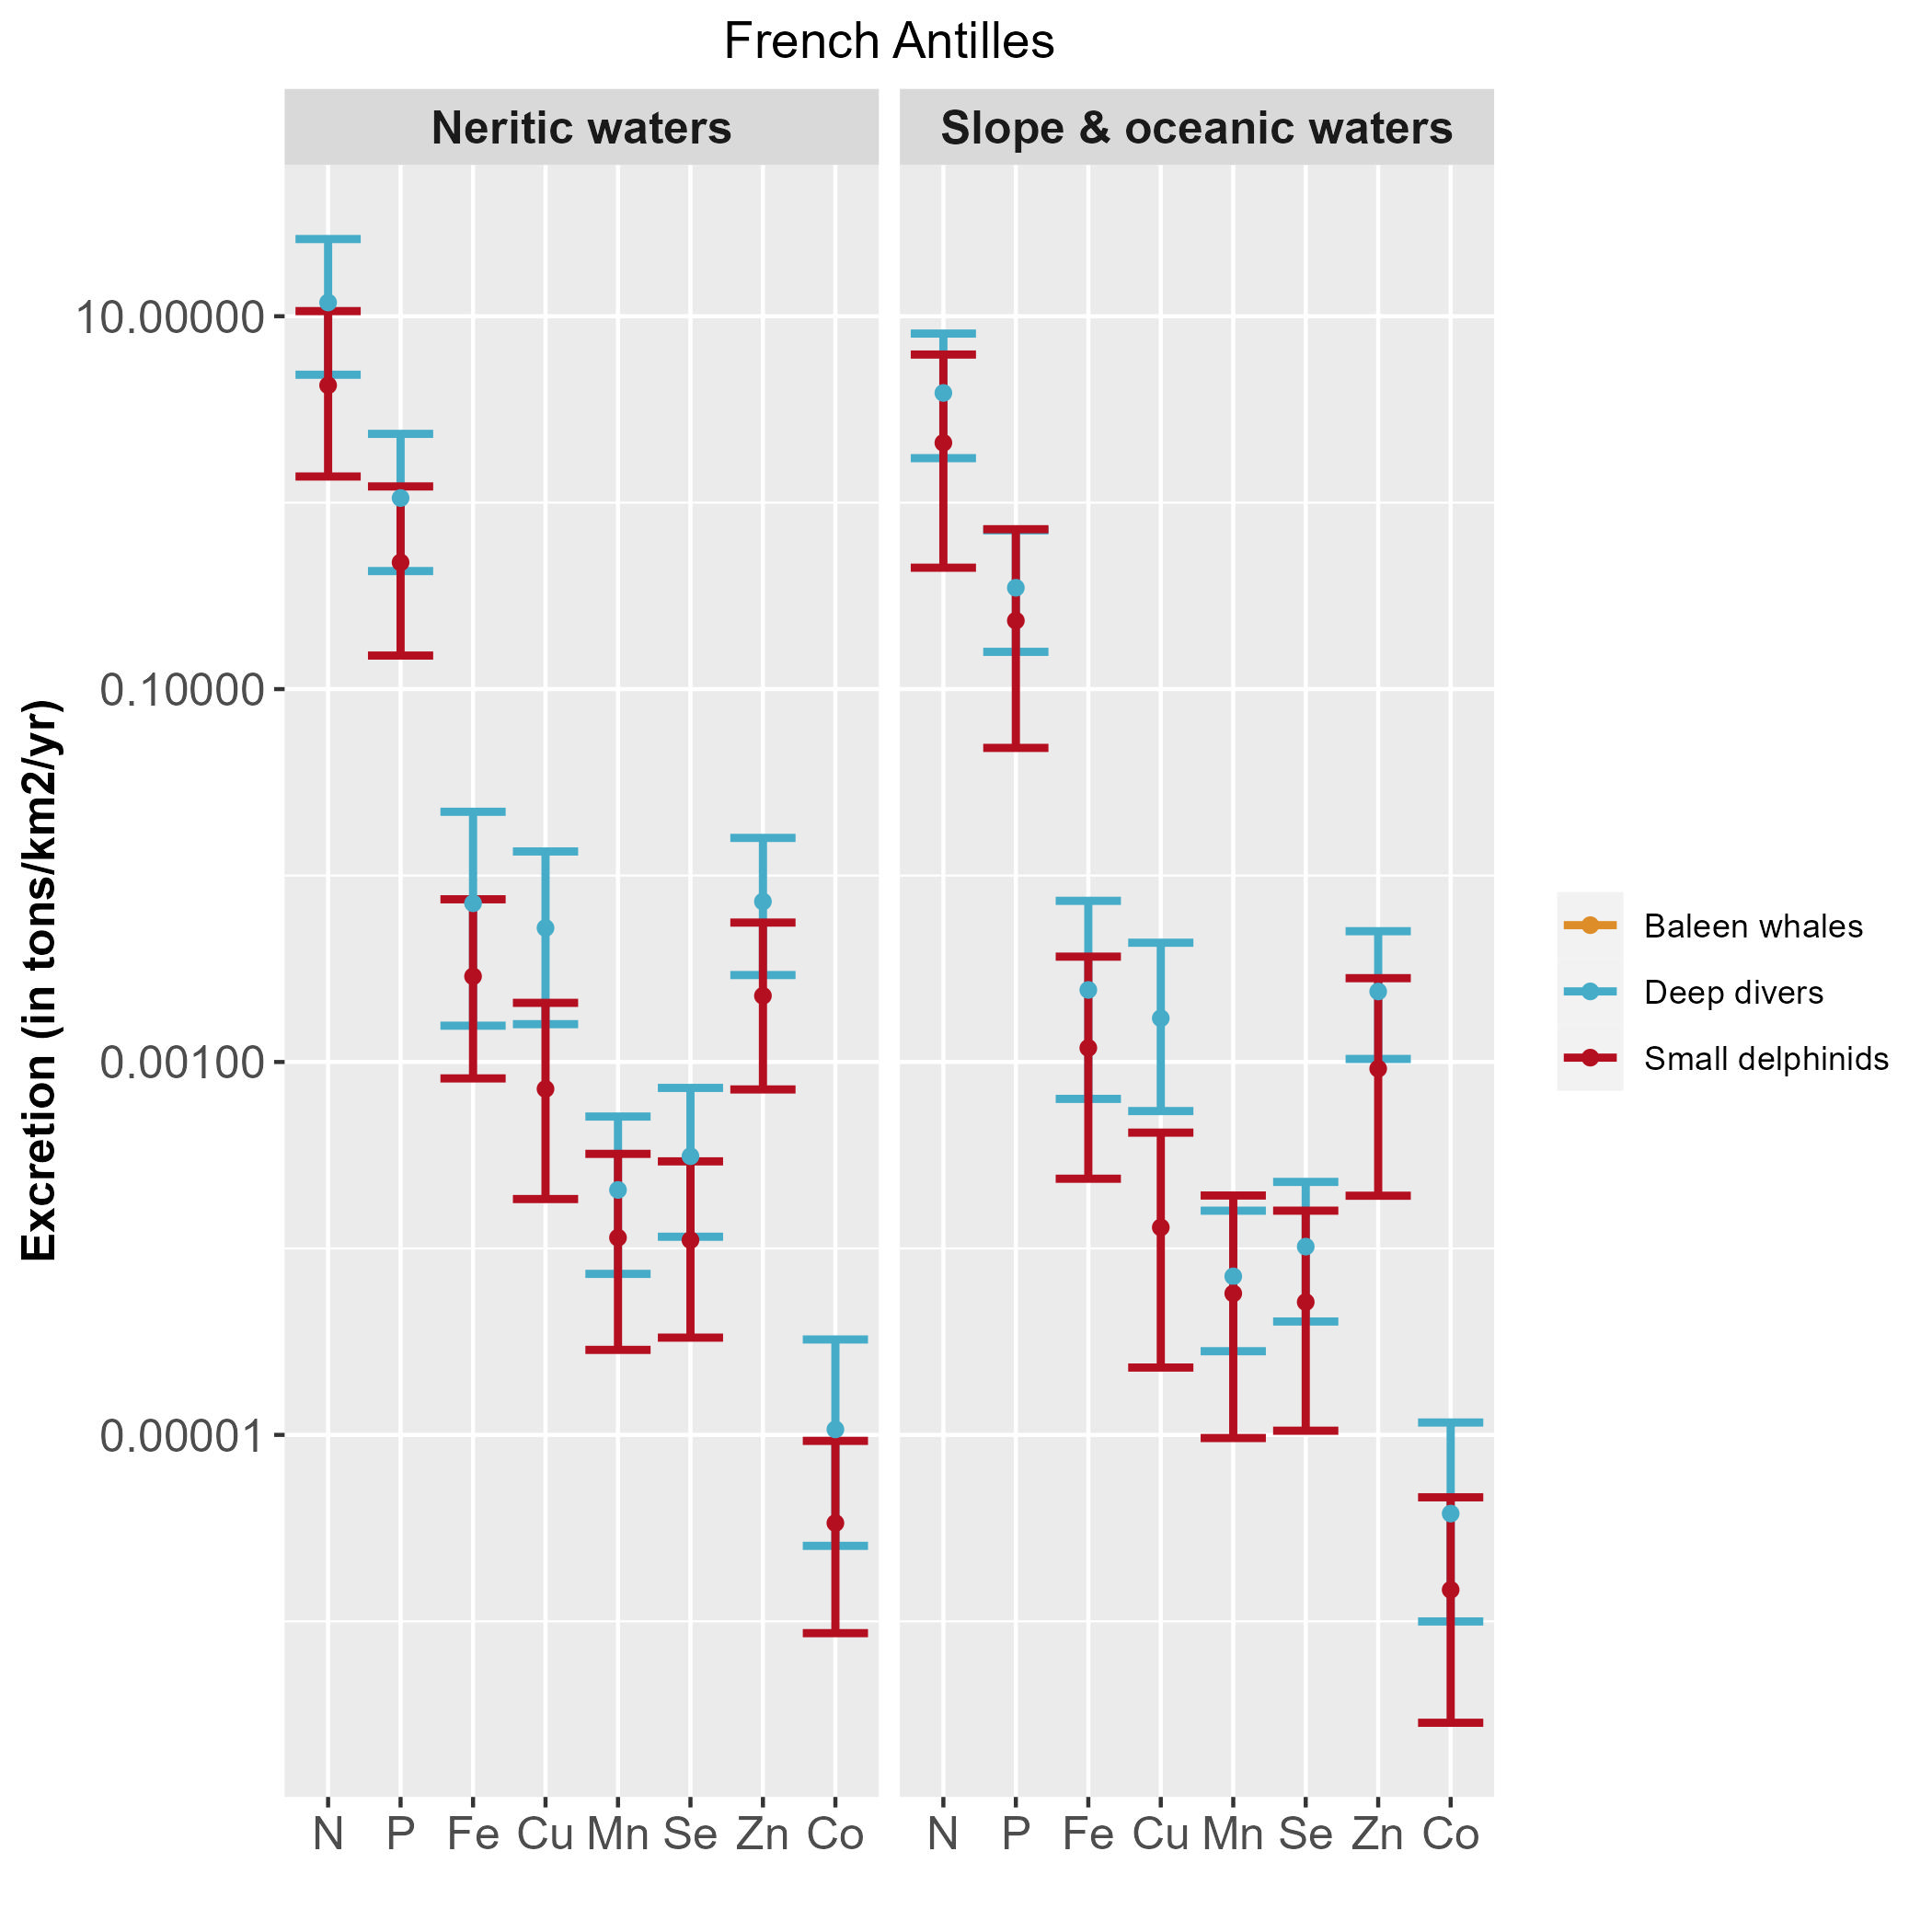 French Antilles
Neritic waters
Slope & oceanic waters
Excretion (in tons/km2/yr)
10.00000
0.10000
0.00100
0.00001
N P Fe Cu Mn Se Zn Co
N P Fe Cu Mn Se Zn Co
Baleen whales
Deep divers
Small delphinids